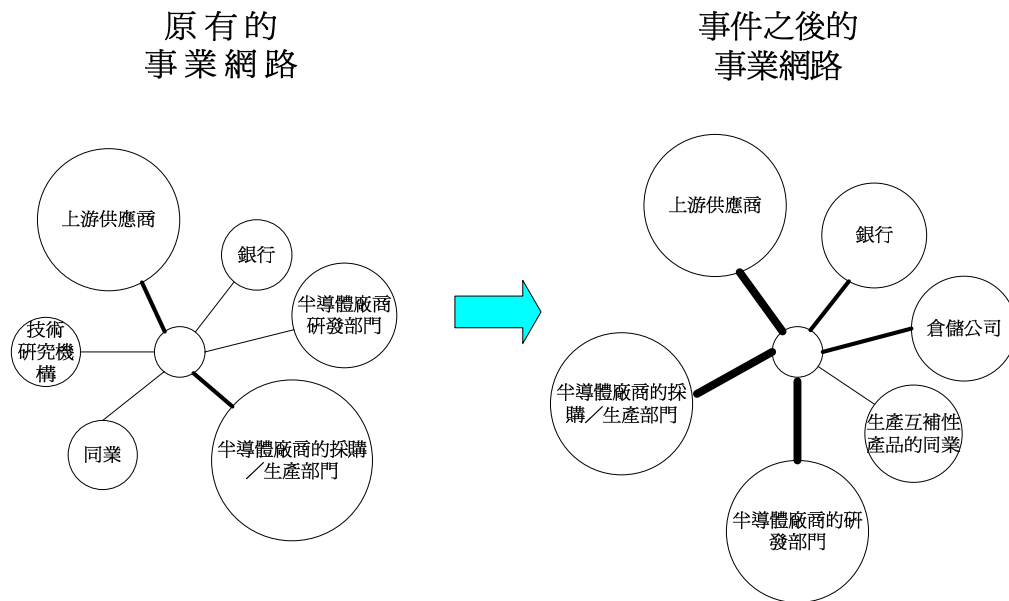 原有的
事業網路
上游供應商
銀行
半導體廠商
研發部門
技術
研究機
構
同業
半導體廠商的採購
／生產部門
事件之後的
事業網路
上游供應商
銀行
倉儲公司
半導體廠商的採
購／生產部門
生產互補性
產品的同業
半導體廠商的研
發部門